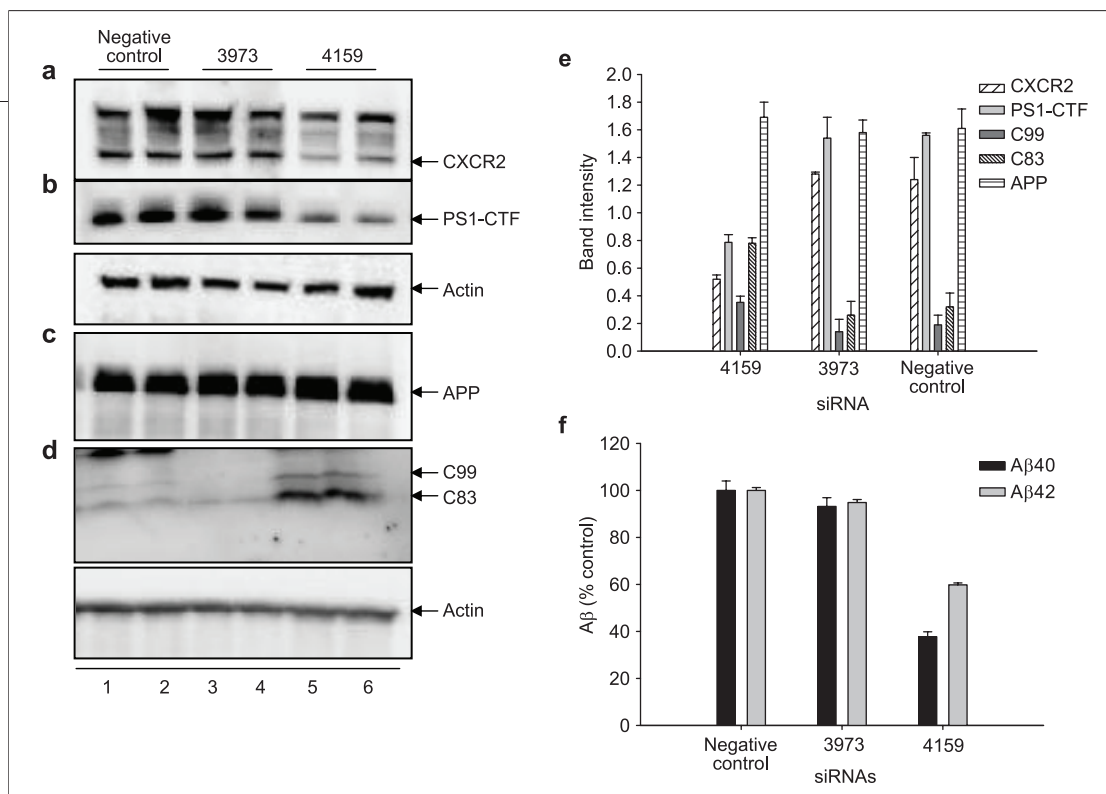 Negative
control
3973
4159
a
CXCR2
b
PS1-CTF
Actin
c
APP
d
C99
C83
Actin
1 2 3 4 5 6
e
2.0
1.8
1.6
1.4
1.2
1.0
0.8
0.6
0.4
0.2
0.0
Band intensity
CXCR2
PS1-CTF
C99
C83
APP
4159
3973
Negative
control
siRNA
f
120
100
80
60
40
20
0
Aβ (% control)
Aβ40
Aβ42
Negative
control
3973
4159
siRNAs